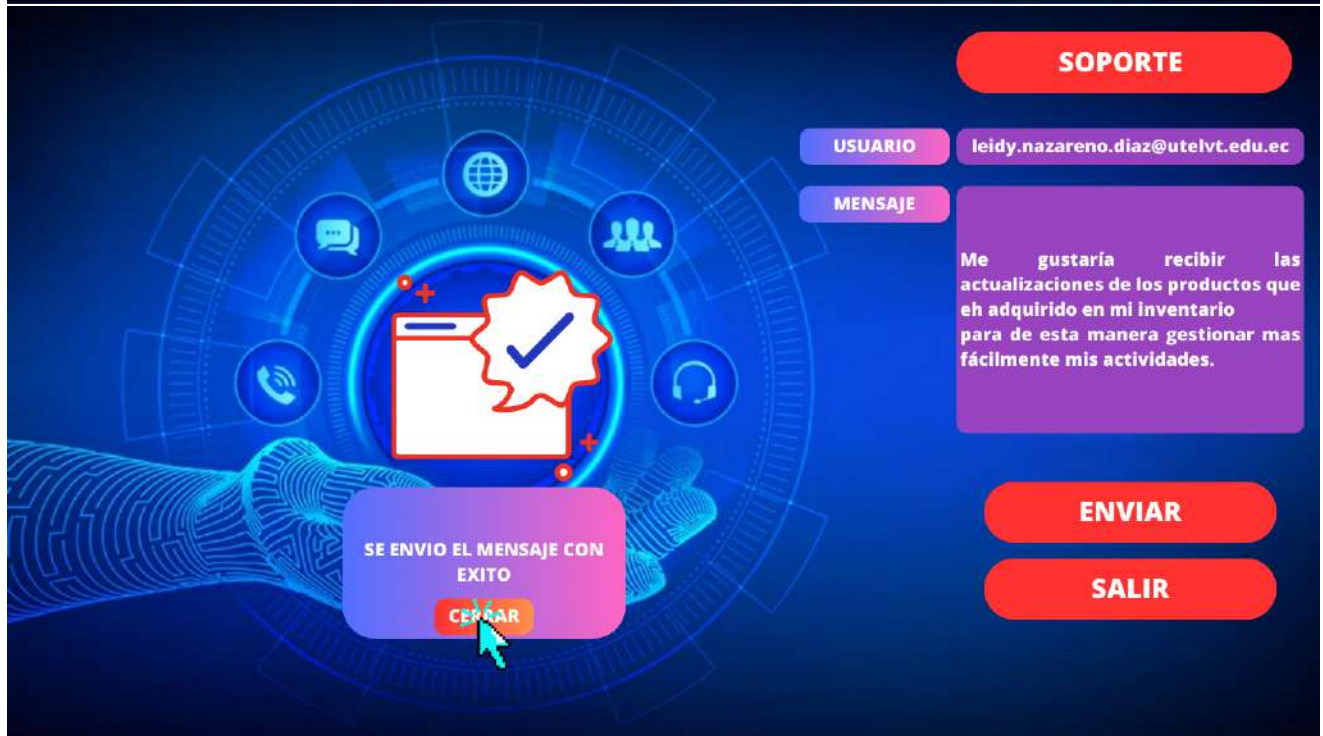 SOPORTE
USUARIO
leidy.nazareno.diaz@utelvt.edu.ec
MENSAJE
Me gustaría recibir las
actualizaciones de los productos que
eh adquirido en mi inventario
para de esta manera gestionar mas
fácilmente mis actividades.
SE ENVIO EL MENSAJE CON
EXITO
CERRAR
ENVIAR
SALIR